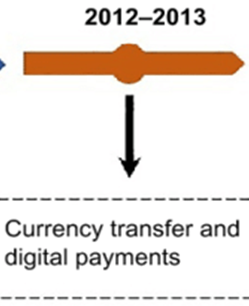 2012–2013
Currency transfer and
digital payments